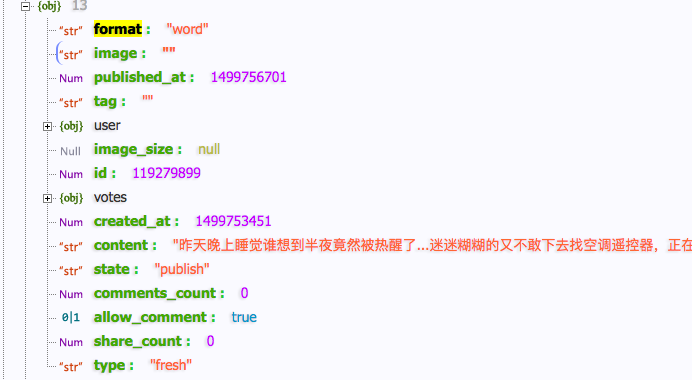 {obj} 13
"str" format : "word"
"str" image : ""
Num published_at : 1499756701
"str" tag : ""
{obj} user
Null image_size : null
Num id : 119279899
{obj} votes
Num created_at : 1499753451
"str" content : "昨天晚上睡觉谁想到半夜竟然被热醒了...迷迷糊糊的又不敢下去找空调遥控器，正在
"str" state : "publish"
Num comments_count : 0
0|1 allow_comment : true
Num share_count : 0
"str" type : "fresh"